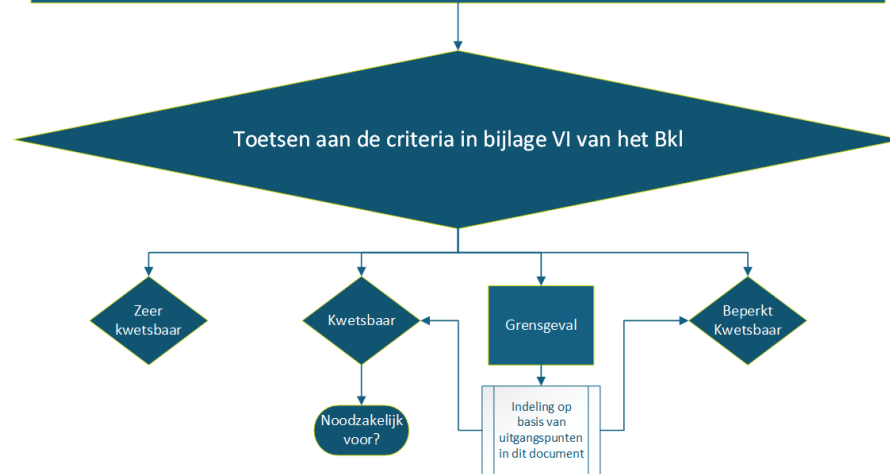 Toetsen aan de criteria in bijlage VI van het Bkl
Zeer
kwetsbaar
Kwetsbaar
Grensgeval
Beperkt
Kwetsbaar
Noodzakelijk
voor?
Indeling op
basis van
uitgangspunten
in dit document